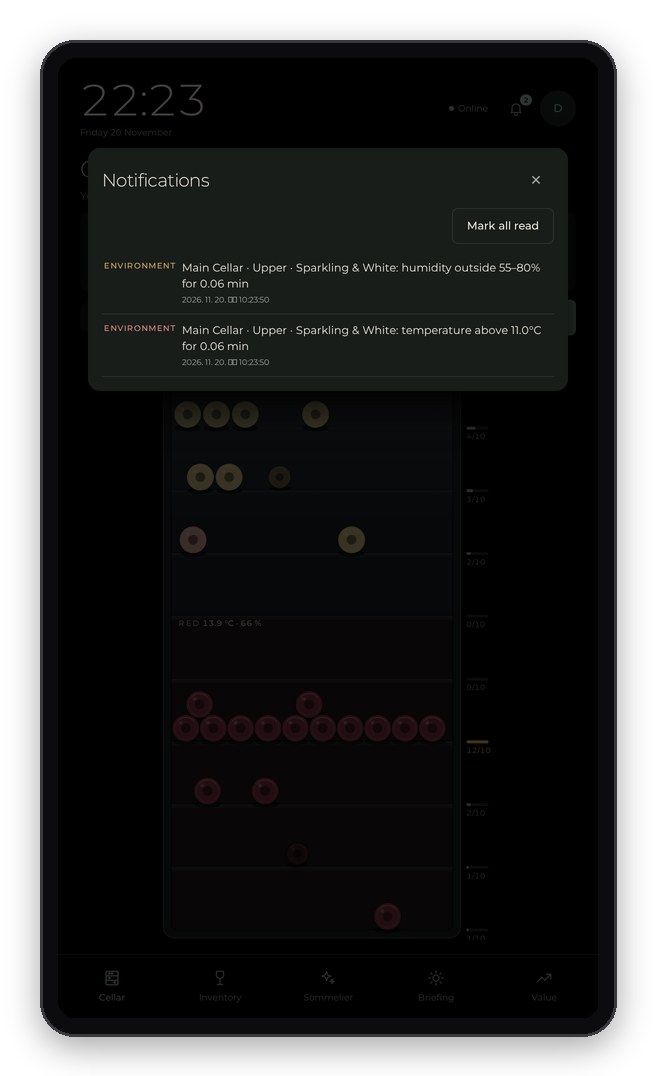 22:23
Friday 20 November
Online
2
D
Notifications
Mark all read
ENVIRONMENT
Main Cellar · Upper · Sparkling & White: humidity outside 55–80%
for 0.06 min
2026. 11. 20. 10:23:50
ENVIRONMENT
Main Cellar · Upper · Sparkling & White: temperature above 11.0°C
for 0.06 min
2026. 11. 20. 10:23:50
4/10
3/10
2/10
0/10
RED 13.9 °C · 66 %
0/10
12/10
2/10
1/10
1/10
Cellar
Inventory
Sommelier
Briefing
Value